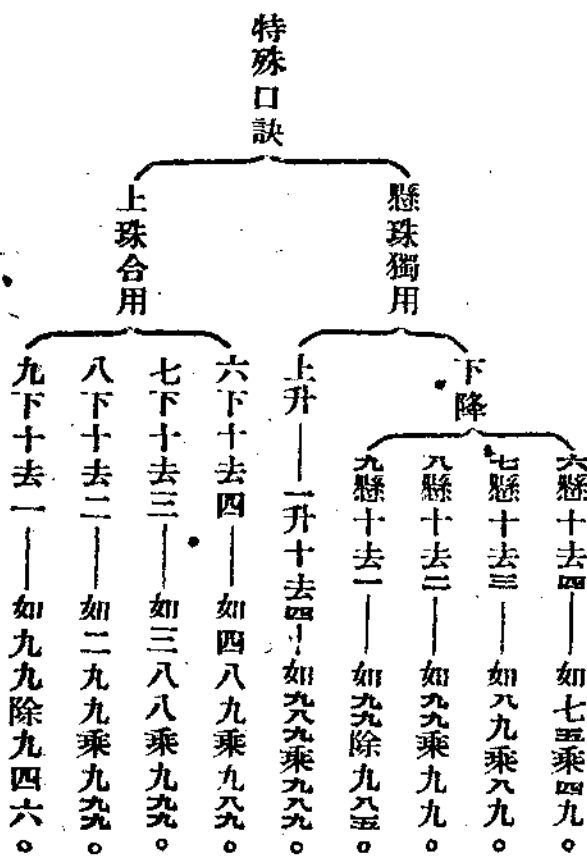 特殊口訣
懸珠獨用
下降
六懸十去四——如七五乘四九。
七懸十去三——如八九乘八九。
八懸十去二——如九九乘九九。
九懸十去一——如九九除九八五。
上升——一升十去四——如九八九乘九八九。
上珠合用
六下十去四——如四八九乘九八九。
七下十去三——如三八八乘九九九。
八下十去二——如二九九乘九九九。
九下十去一——如九九除九四六。